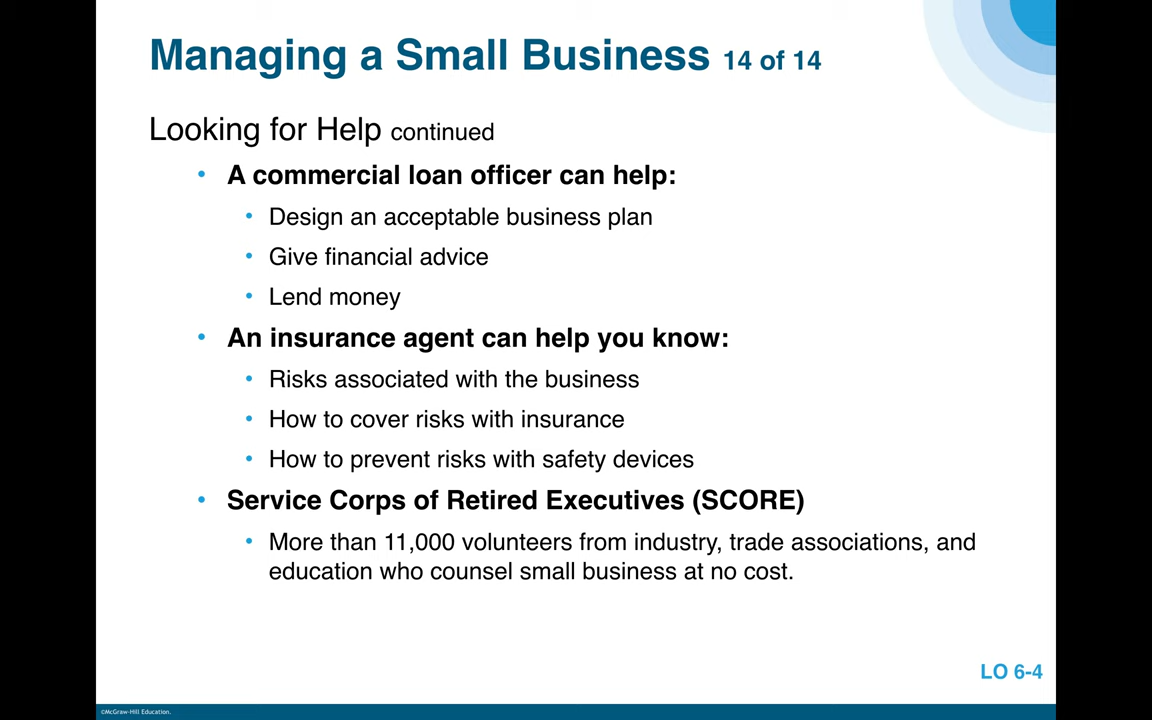 Managing a Small Business 14 of 14
Looking for Help continued
• A commercial loan officer can help:
• Design an acceptable business plan
• Give financial advice
• Lend money
• An insurance agent can help you know:
• Risks associated with the business
• How to cover risks with insurance
• How to prevent risks with safety devices
• Service Corps of Retired Executives (SCORE)
• More than 11,000 volunteers from industry, trade associations, and
education who counsel small business at no cost.
LO 6-4
©McGraw-Hill Education.